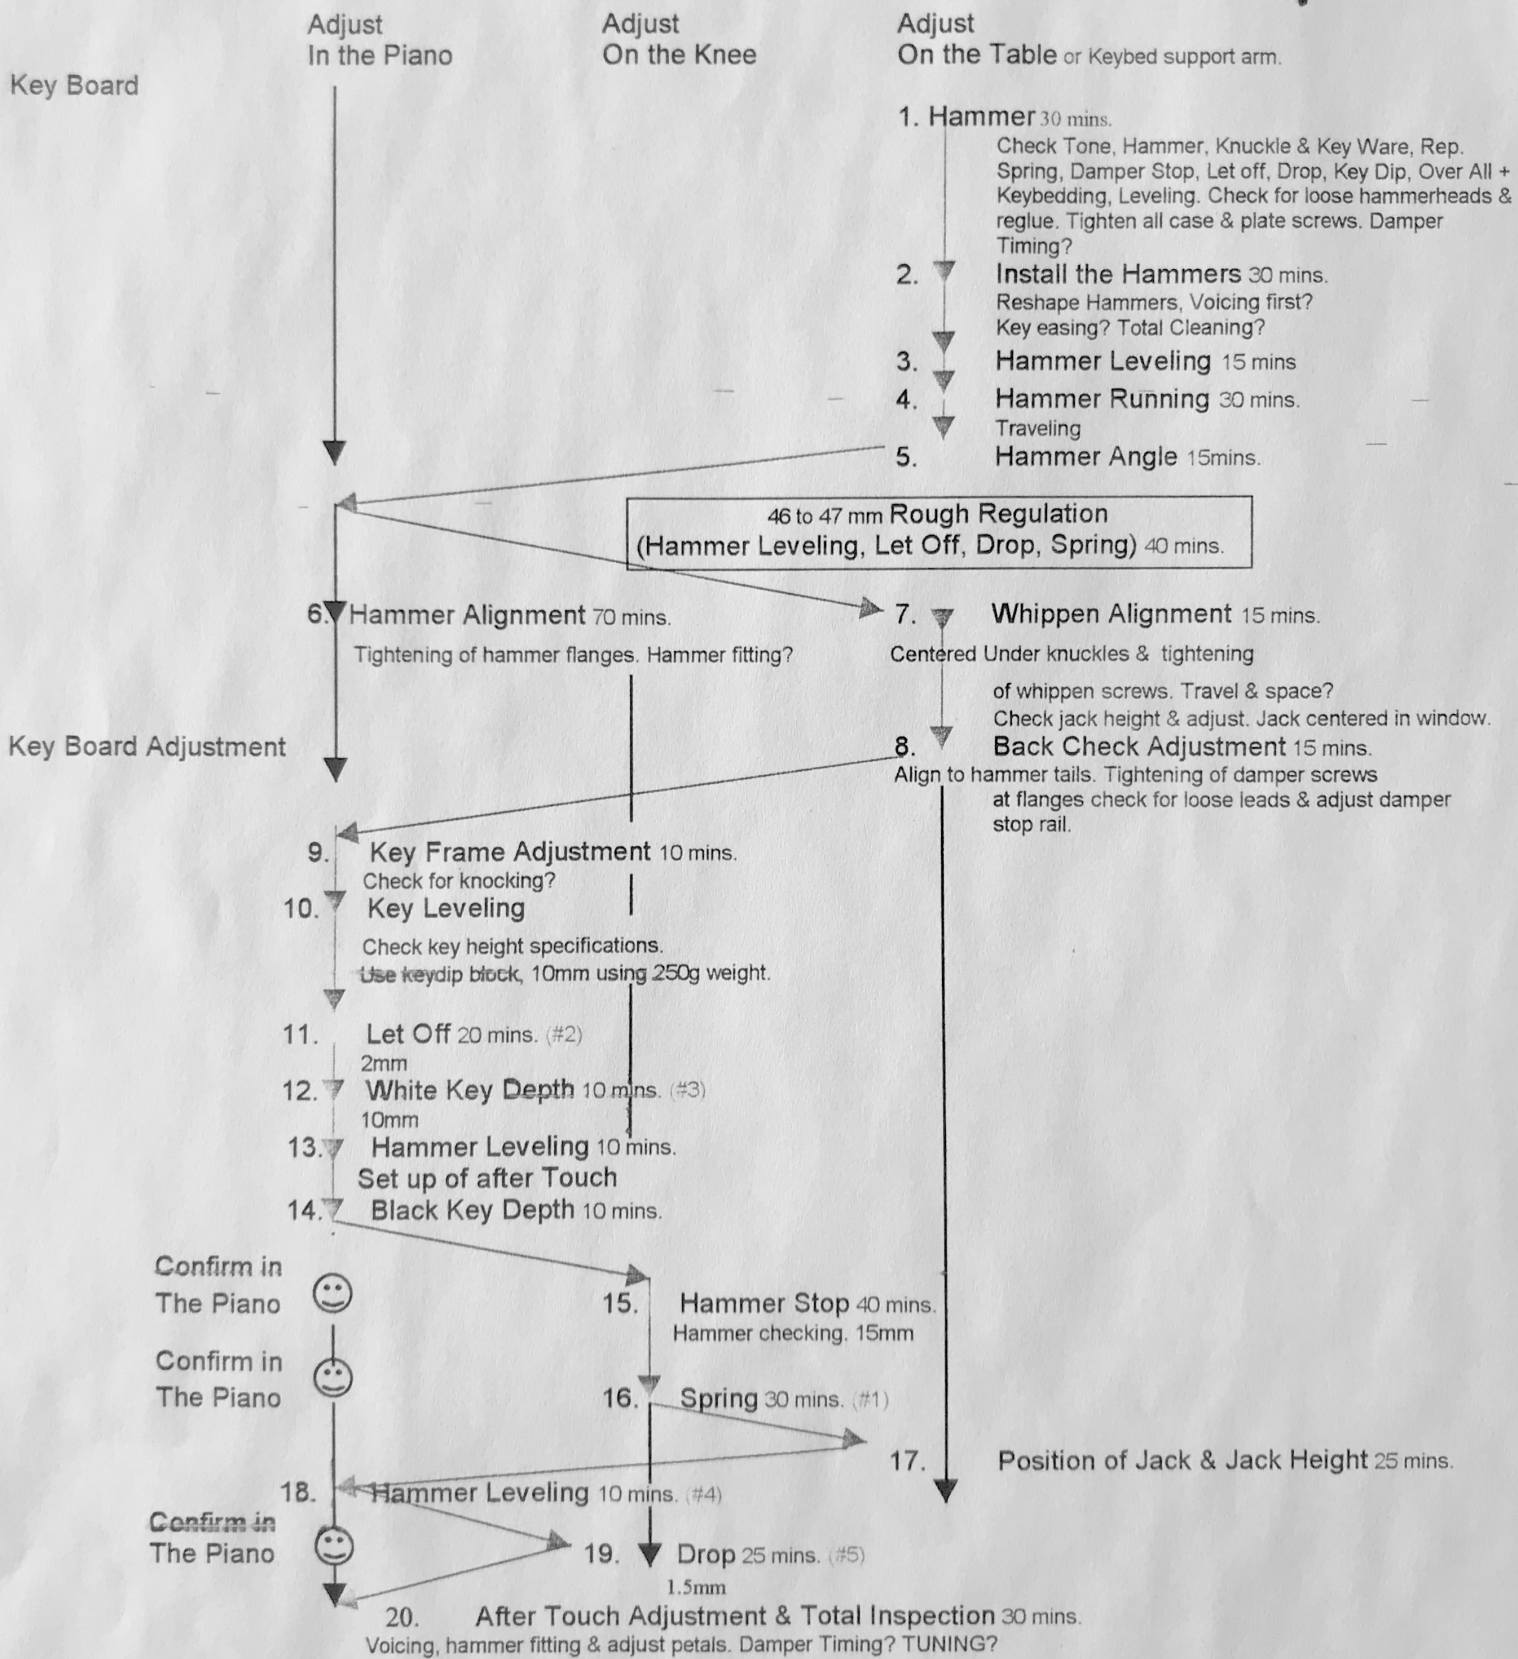 Adjust
In the Piano
Adjust
On the Knee
Adjust
On the Table or Keybed support arm.
Key Board
1. Hammer 30 mins.
Check Tone, Hammer, Knuckle & Key Ware, Rep.
Spring, Damper Stop, Let off, Drop, Key Dip, Over All +
Keybedding, Leveling. Check for loose hammerheads &
reglue. Tighten all case & plate screws. Damper
Timing?
2. Install the Hammers 30 mins.
Reshape Hammers, Voicing first?
Key easing? Total Cleaning?
3. Hammer Leveling 15 mins
4. Hammer Running 30 mins.
Traveling
5. Hammer Angle 15mins.
46 to 47 mm Rough Regulation
(Hammer Leveling, Let Off, Drop, Spring) 40 mins.
6. Hammer Alignment 70 mins.
Tightening of hammer flanges. Hammer fitting?
7. Whippen Alignment 15 mins.
Centered Under knuckles & tightening
of whippen screws. Travel & space?
Check jack height & adjust. Jack centered in window.
Key Board Adjustment
8. Back Check Adjustment 15 mins.
Align to hammer tails. Tightening of damper screws
at flanges check for loose leads & adjust damper
stop rail.
9. Key Frame Adjustment 10 mins.
Check for knocking?
10. Key Leveling
Check key height specifications.
Use keydip block, 10mm using 250g weight.
11. Let Off 20 mins. (#2)
2mm
12. White Key Depth 10 mins. (#3)
10mm
13. Hammer Leveling 10 mins.
Set up of after Touch
14. Black Key Depth 10 mins.
Confirm in
The Piano
15. Hammer Stop 40 mins.
Hammer checking. 15mm
Confirm in
The Piano
16. Spring 30 mins. (#1)
17. Position of Jack & Jack Height 25 mins.
18. Hammer Leveling 10 mins. (#4)
Confirm in
The Piano
19. Drop 25 mins. (#5)
1.5mm
20. After Touch Adjustment & Total Inspection 30 mins.
Voicing, hammer fitting & adjust petals. Damper Timing? TUNING?